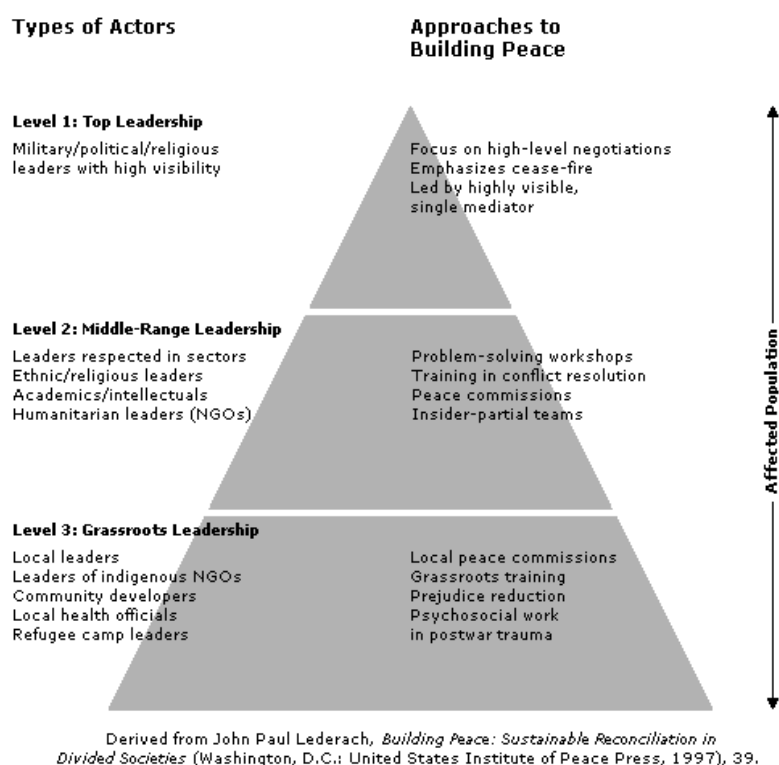 Types of Actors
Approaches to
Building Peace
Level 1: Top Leadership
Military/political/religious
leaders with high visibility
Focus on high-level negotiations
Emphasizes cease-fire
Led by highly visible,
single mediator
Level 2: Middle-Range Leadership
Leaders respected in sectors
Ethnic/religious leaders
Academics/intellectuals
Humanitarian leaders (NGOs)
Problem-solving workshops
Training in conflict resolution
Peace commissions
Insider-partial teams
Level 3: Grassroots Leadership
Local leaders
Leaders of indigenous NGOs
Community developers
Local health officials
Refugee camp leaders
Local peace commissions
Grassroots training
Prejudice reduction
Psychosocial work
in postwar trauma
Affected Population
Derived from John Paul Lederach, Building Peace: Sustainable Reconciliation in
Divided Societies (Washington, D.C.: United States Institute of Peace Press, 1997), 39.